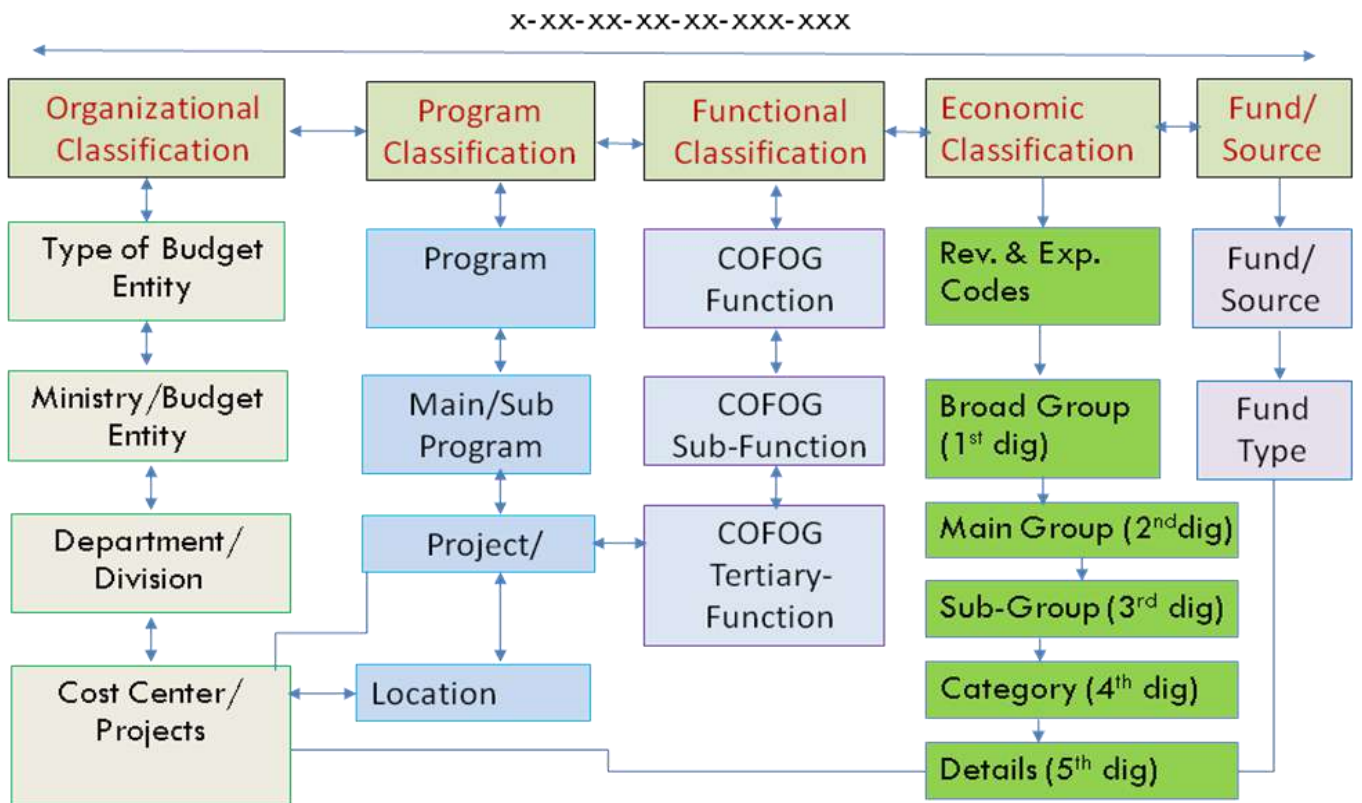 x-xx-xx-xx-xx-xxx-xxx
Organizational
Classification
Program
Classification
Functional
Classification
Economic
Classification
Fund/
Source
Type of Budget
Entity
Program
COFOG
Function
Rev. & Exp.
Codes
Fund/
Source
Ministry/Budget
Entity
Main/Sub
Program
COFOG
Sub-Function
Broad Group
(1st dig)
Fund
Type
Department/
Division
Project/
COFOG
Tertiary-
Function
Main Group (2nd dig)
Sub-Group (3rd dig)
Cost Center/
Projects
Location
Category (4th dig)
Details (5th dig)